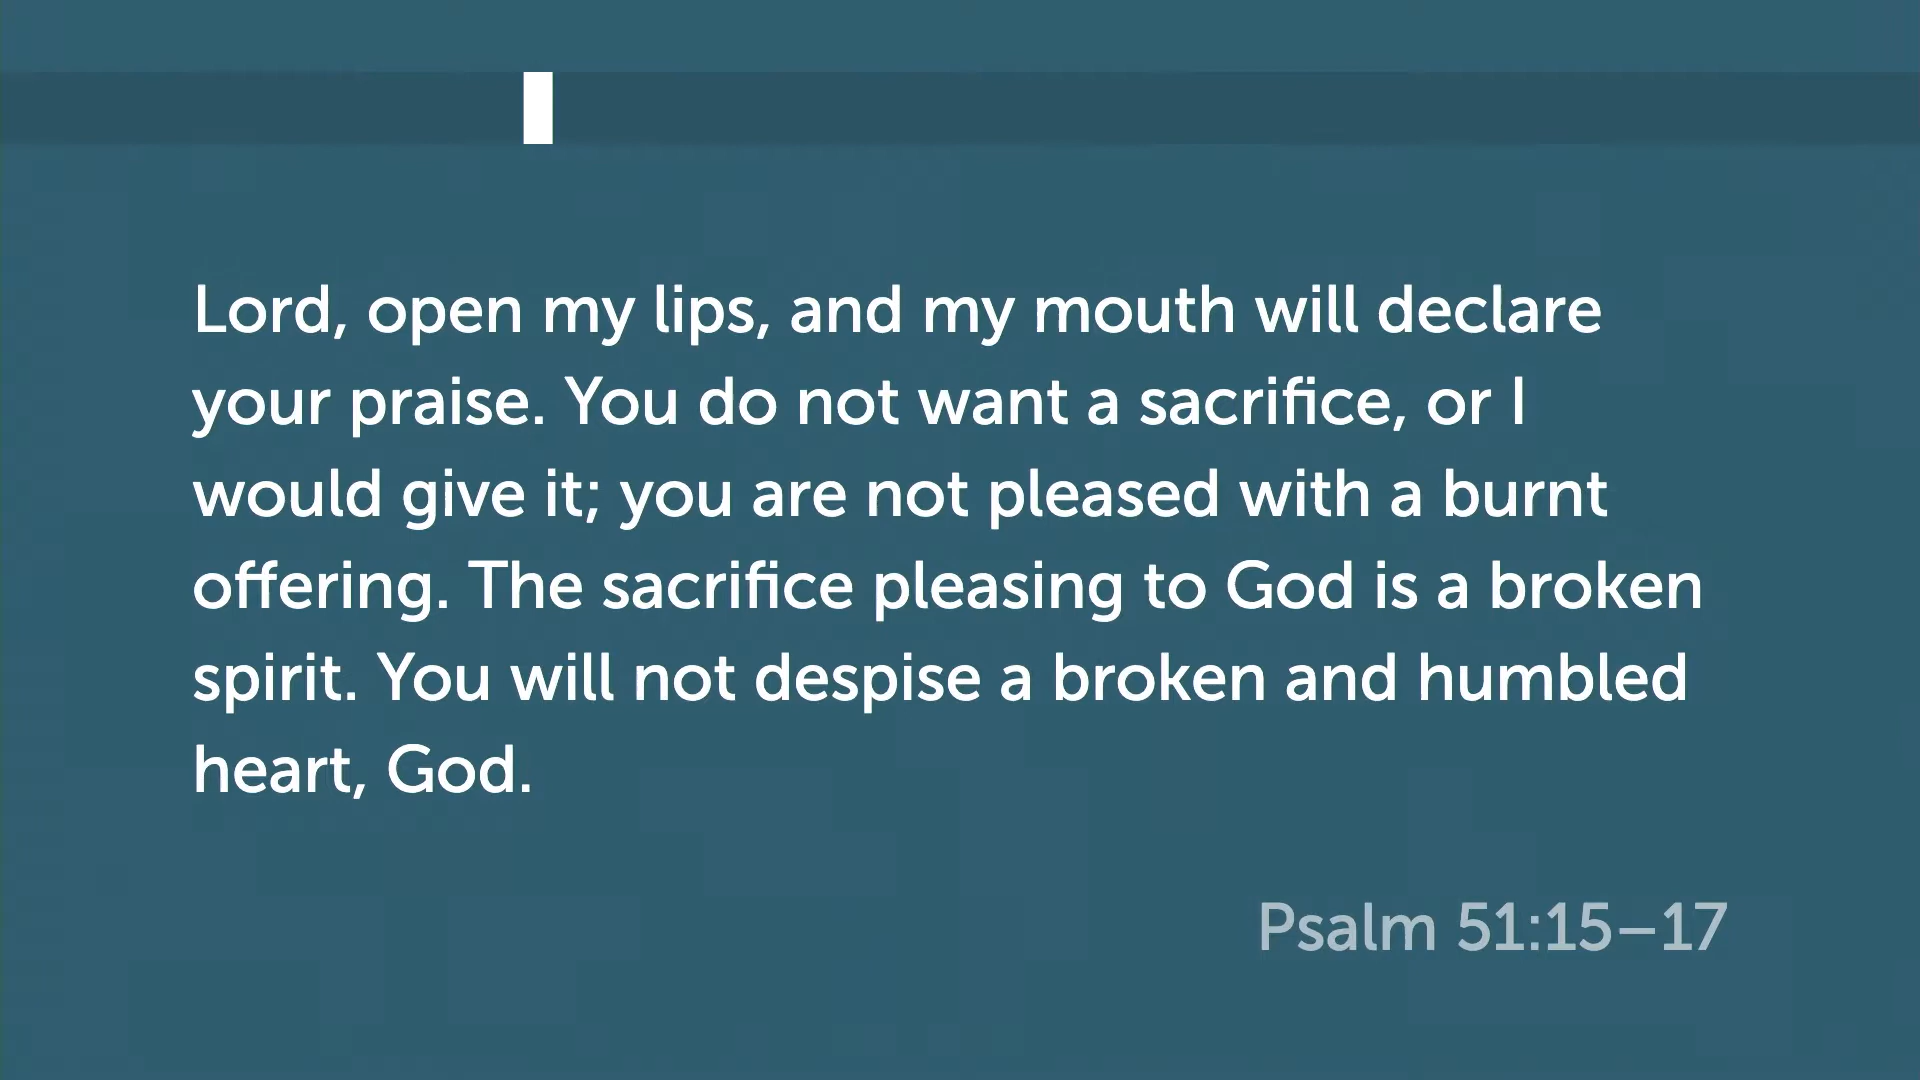 Lord, open my lips, and my mouth will declare
your praise. You do not want a sacrifice, or I
would give it; you are not pleased with a burnt
offering. The sacrifice pleasing to God is a broken
spirit. You will not despise a broken and humbled
heart, God.
Psalm 51:15–17